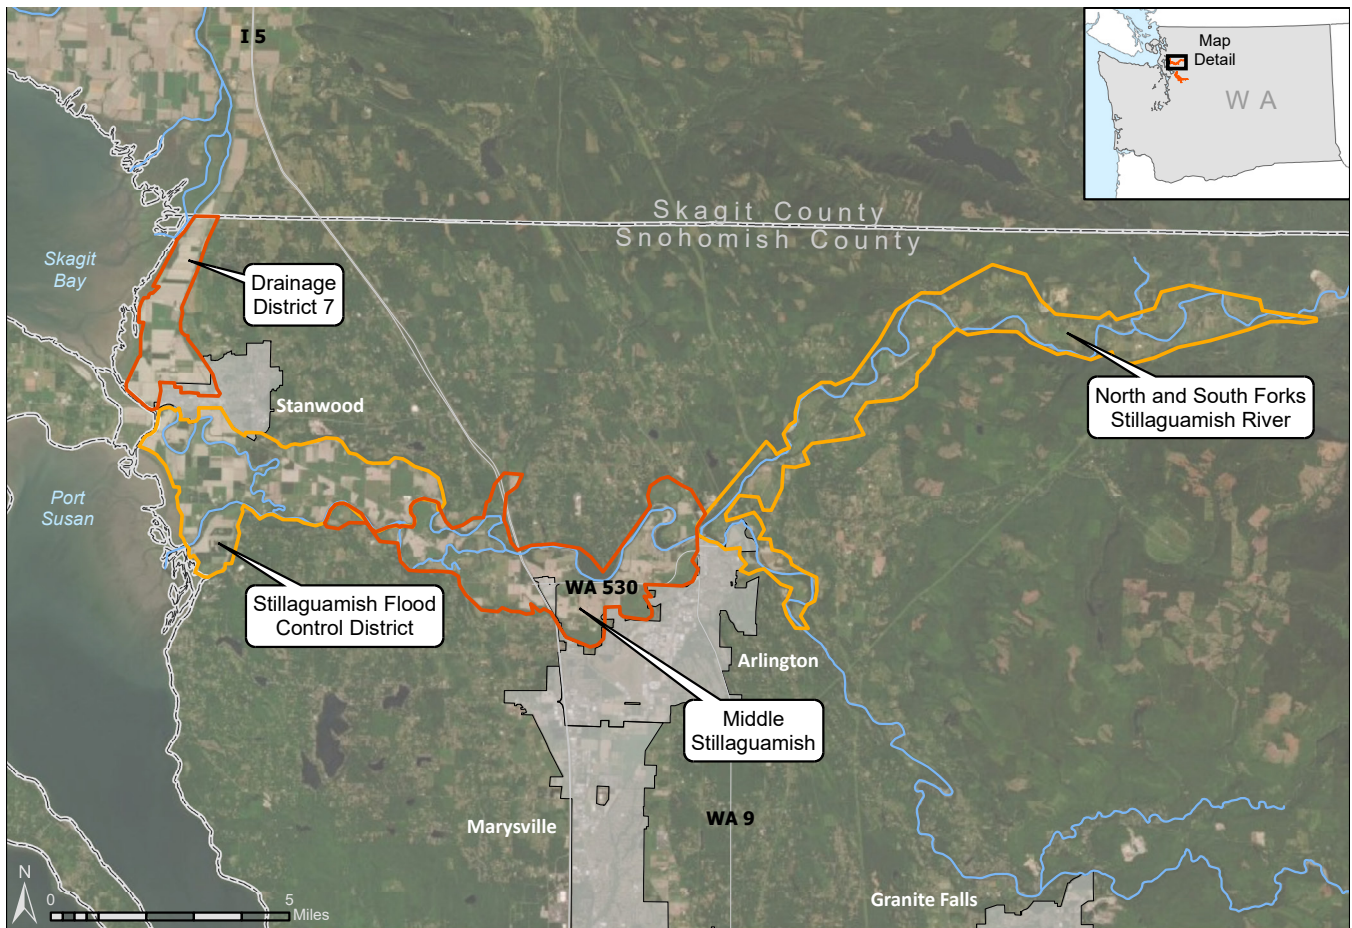 I 5
Map
Detail
W A
Skagit County
Snohomish County
Skagit
Bay
Drainage
District 7
North and South Forks
Stillaguamish River
Stanwood
Port
Susan
Stillaguamish Flood
Control District
WA 530
Arlington
Middle
Stillaguamish
Marysville
WA 9
Granite Falls
N
0 5
Miles